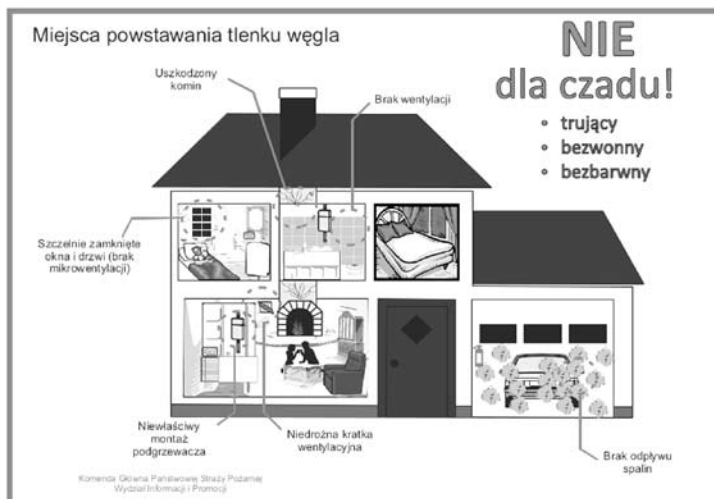 Miejsca powstawania tlenku węgla
NIE
dla czadu!
• trujący
• bezwonny
• bezbarwny
Uszkodzony
komin
Brak wentylacji
Szczelnie zamknięte
okna i drzwi (brak
mikrowentylacji)
Niewłaściwy
montaż
podgrzewacza
Niedrożna kratka
wentylacyjna
Brak odpływu
spalin
Komenda Główna Państwowej Straży Pożarnej
Wydział Informacji i Promocji